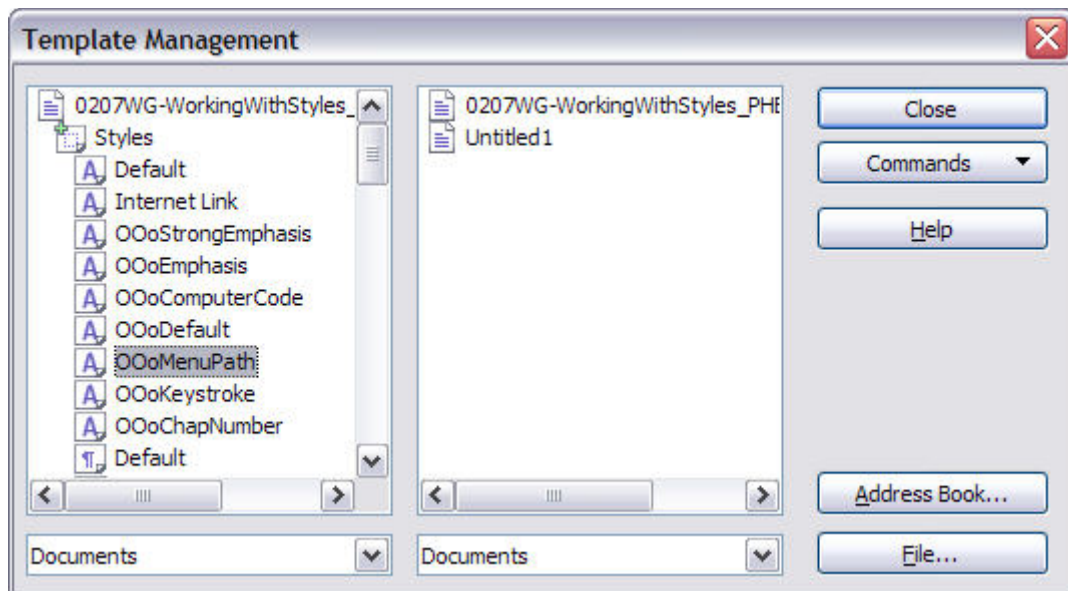 Template Management
0207WG-WorkingWithStyles_
Styles
Default
Internet Link
OOoStrongEmphasis
OOoEmphasis
OOoComputerCode
OOoDefault
OOoMenuPath
OOoKeystroke
OOoChapNumber
Default
Documents
0207WG-WorkingWithStyles_PHE
Untitled1
Documents
Close
Commands
Help
Address Book...
File...